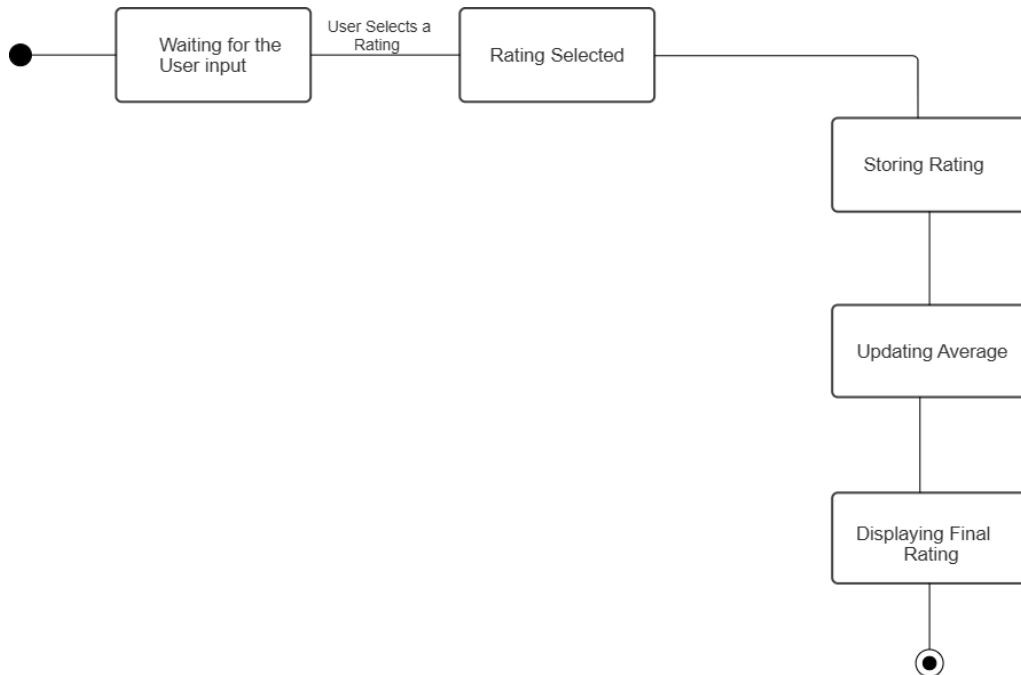 Waiting for the
User input
User Selects a
Rating
Rating Selected
Storing Rating
Updating Average
Displaying Final
Rating